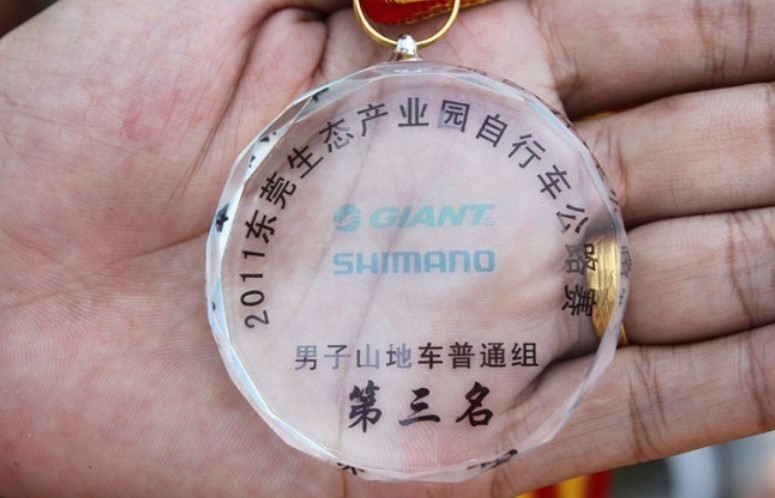 2011东莞生态产业园自行车公路赛
GIANT
SHIMANO
男子山地车普通组
第三名